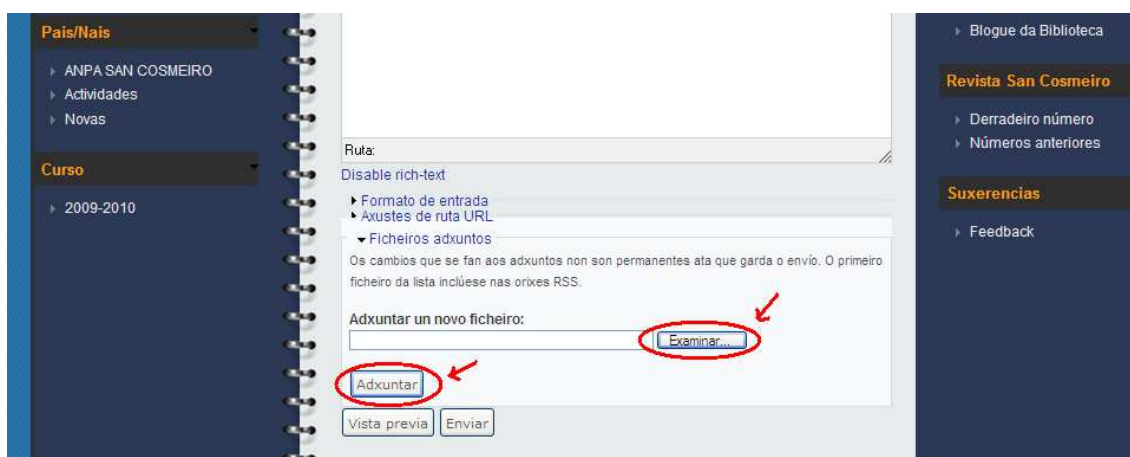 Pais/Nais
ANPA SAN COSMEIRO
Actividades
Novas
Curso
2009-2010
Ruta:
Disable rich-text
Formato de entrada
Axustes de ruta URL
Ficheiros adxuntos
Os cambios que se fan aos adxuntos non son permanentes ata que garda o envío. O primeiro
ficheiro da lista inclúese nas orixes RSS.
Adxuntar un novo ficheiro:
Examinar...
Adxuntar
Vista previa
Enviar
Blogue da Biblioteca
Revista San Cosmeiro
Derradeiro número
Números anteriores
Suxerencias
Feedback